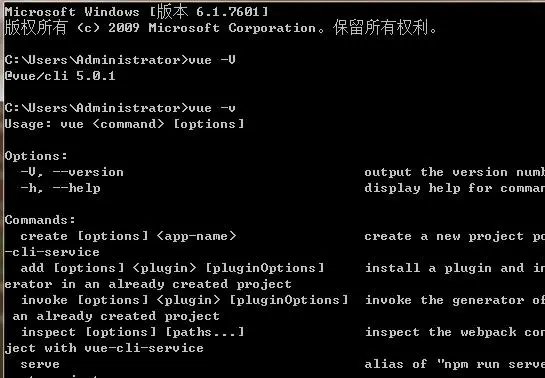 Microsoft Windows [版本 6.1.7601]
版权所有 (c) 2009 Microsoft Corporation。保留所有权利。
C:\Users\Administrator>vue -V
@vue/cli 5.0.1
C:\Users\Administrator>vue -v
Usage: vue <command> [options]
Options:
-V, --version output the version numb
-h, --help display help for comman
Commands:
create [options] <app-name> create a new project po
-cli-service
add [options] <plugin> [pluginOptions] install a plugin and in
erator in an already created project
invoke [options] <plugin> [pluginOptions] invoke the generator of
an already created project
inspect [options] [paths...] inspect the webpack con
ject with vue-cli-service
serve alias of "npm run serve